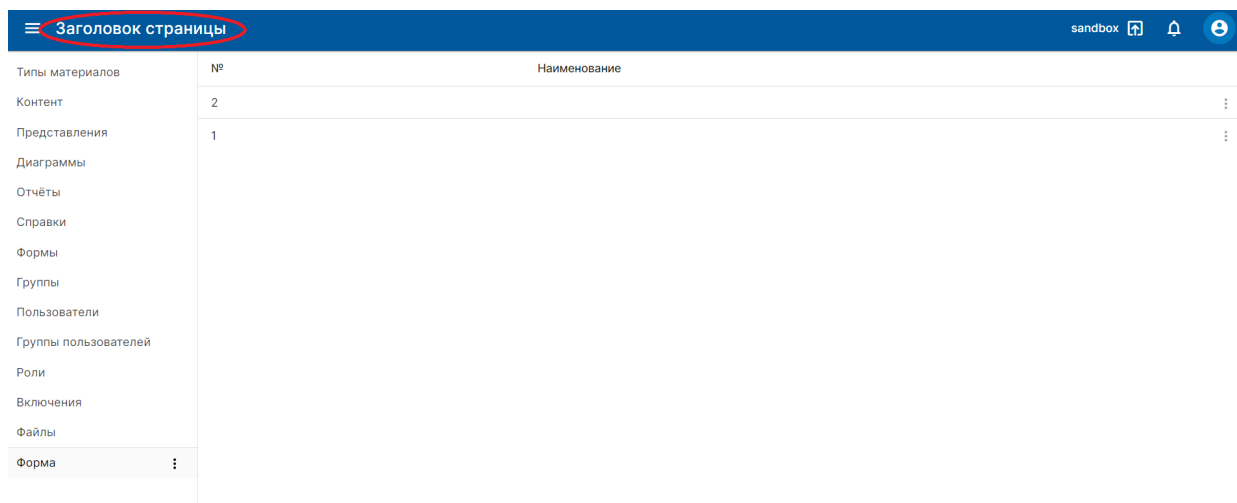 Заголовок страницы
sandbox
Типы материалов
Контент
Представления
Диаграммы
Отчёты
Справки
Формы
Группы
Пользователи
Группы пользователей
Роли
Включения
Файлы
Форма
№ Наименование
2
1